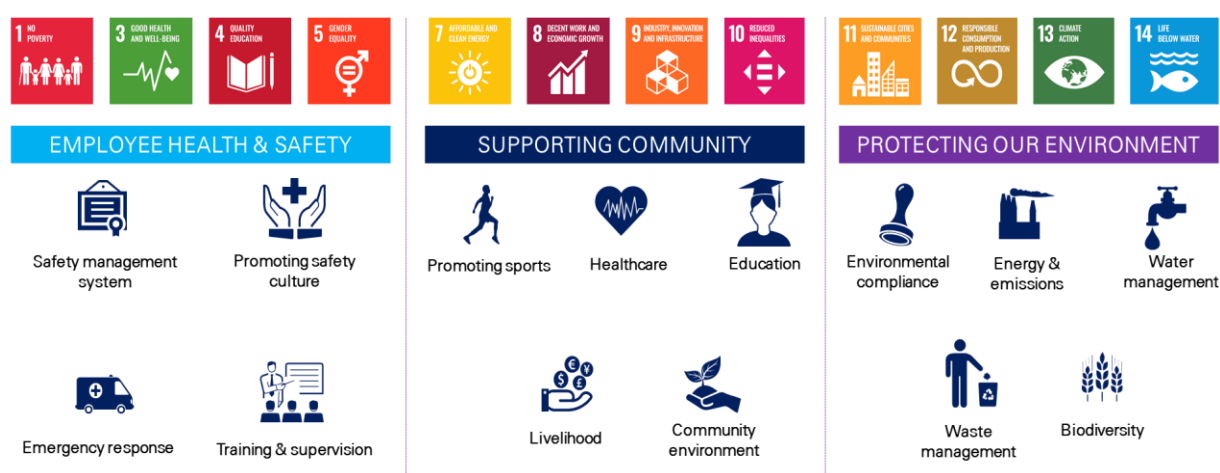 1 NO
POVERTY
3 GOOD HEALTH
AND WELL-BEING
4 QUALITY
EDUCATION
5 GENDER
EQUALITY
7 AFFORDABLE AND
CLEAN ENERGY
8 DECENT WORK AND
ECONOMIC GROWTH
9 INDUSTRY, INNOVATION
AND INFRASTRUCTURE
10 REDUCED
INEQUALITIES
11 SUSTAINABLE CITIES
AND COMMUNITIES
12 RESPONSIBLE
CONSUMPTION
AND PRODUCTION
13 CLIMATE
ACTION
14 LIFE
BELOW WATER
EMPLOYEE HEALTH & SAFETY
Safety management
system
Promoting safety
culture
Emergency response
Training & supervision
SUPPORTING COMMUNITY
Promoting sports
Healthcare
Education
$ € ¥ £
Livelihood
Community
environment
PROTECTING OUR ENVIRONMENT
Environmental
compliance
Energy &
emissions
Water
management
Waste
management
Biodiversity